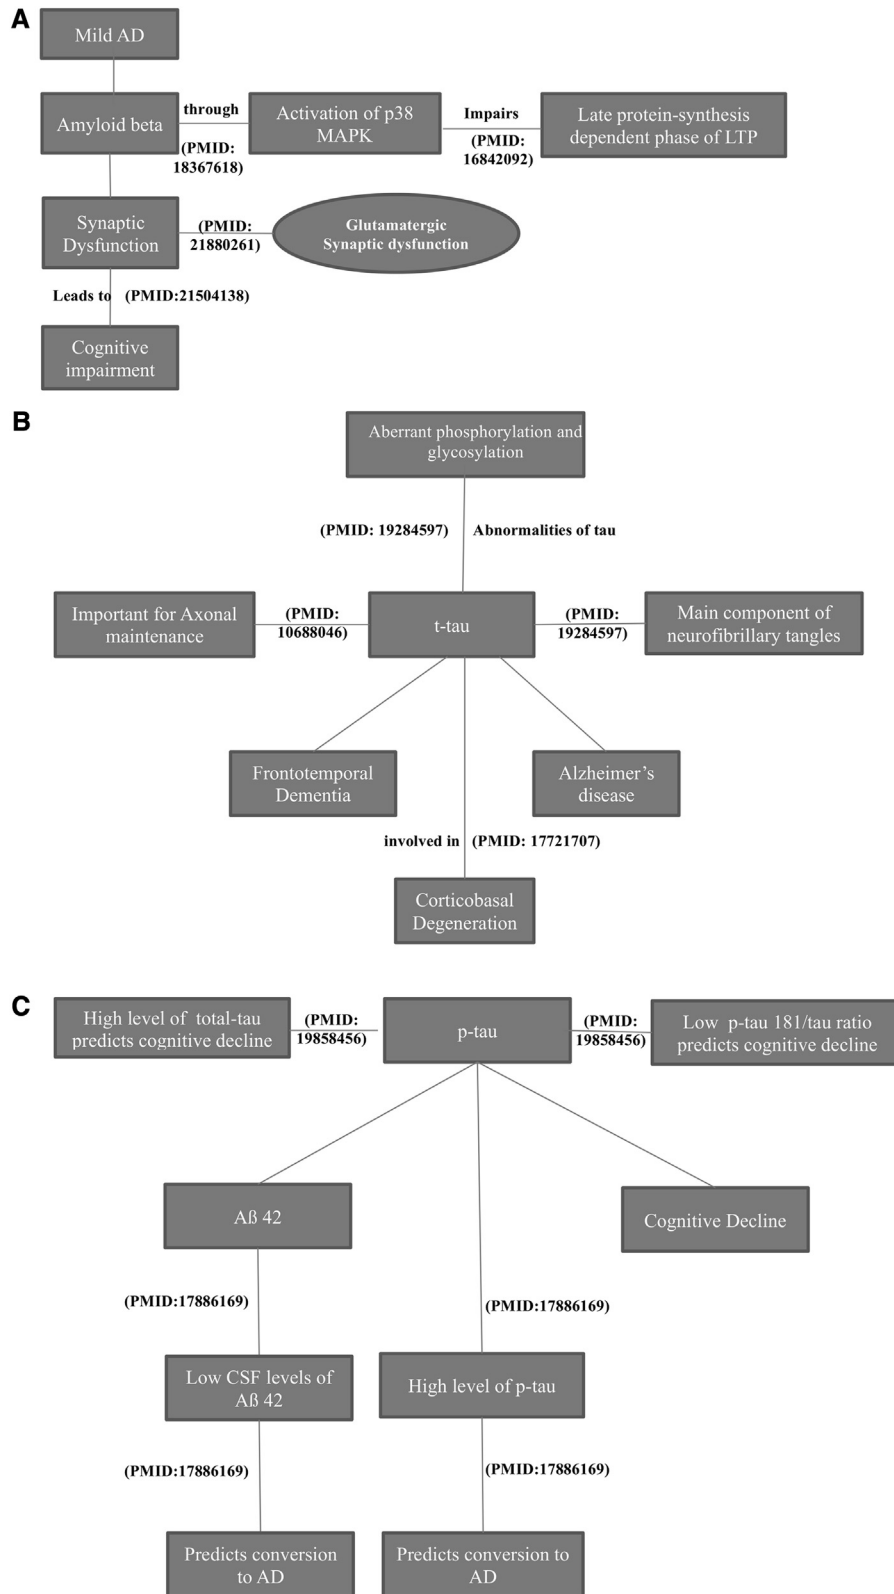 A
Mild AD
Amyloid beta
through
(PMID:
18367618)
Activation of p38
MAPK
Impairs
(PMID:
16842092)
Late protein-synthesis
dependent phase of LTP
Synaptic
Dysfunction
(PMID:
21880261)
Glutamatergic
Synaptic dysfunction
Leads to (PMID:21504138)
Cognitive
impairment
B
Aberrant phosphorylation and
glycosylation
(PMID: 19284597) Abnormalities of tau
Important for Axonal
maintenance
(PMID:
10688046)
t-tau
(PMID:
19284597)
Main component of
neurofibrillary tangles
Frontotemporal
Dementia
Alzheimer’s
disease
involved in (PMID: 17721707)
Corticobasal
Degeneration
C
High level of total-tau
predicts cognitive decline
(PMID:
19858456)
p-tau
(PMID:
19858456)
Low p-tau 181/tau ratio
predicts cognitive decline
Aß 42
Cognitive Decline
(PMID:17886169)
(PMID:17886169)
Low CSF levels of
Aß 42
High level of p-tau
(PMID:17886169)
(PMID:17886169)
Predicts conversion
to AD
Predicts conversion to
AD